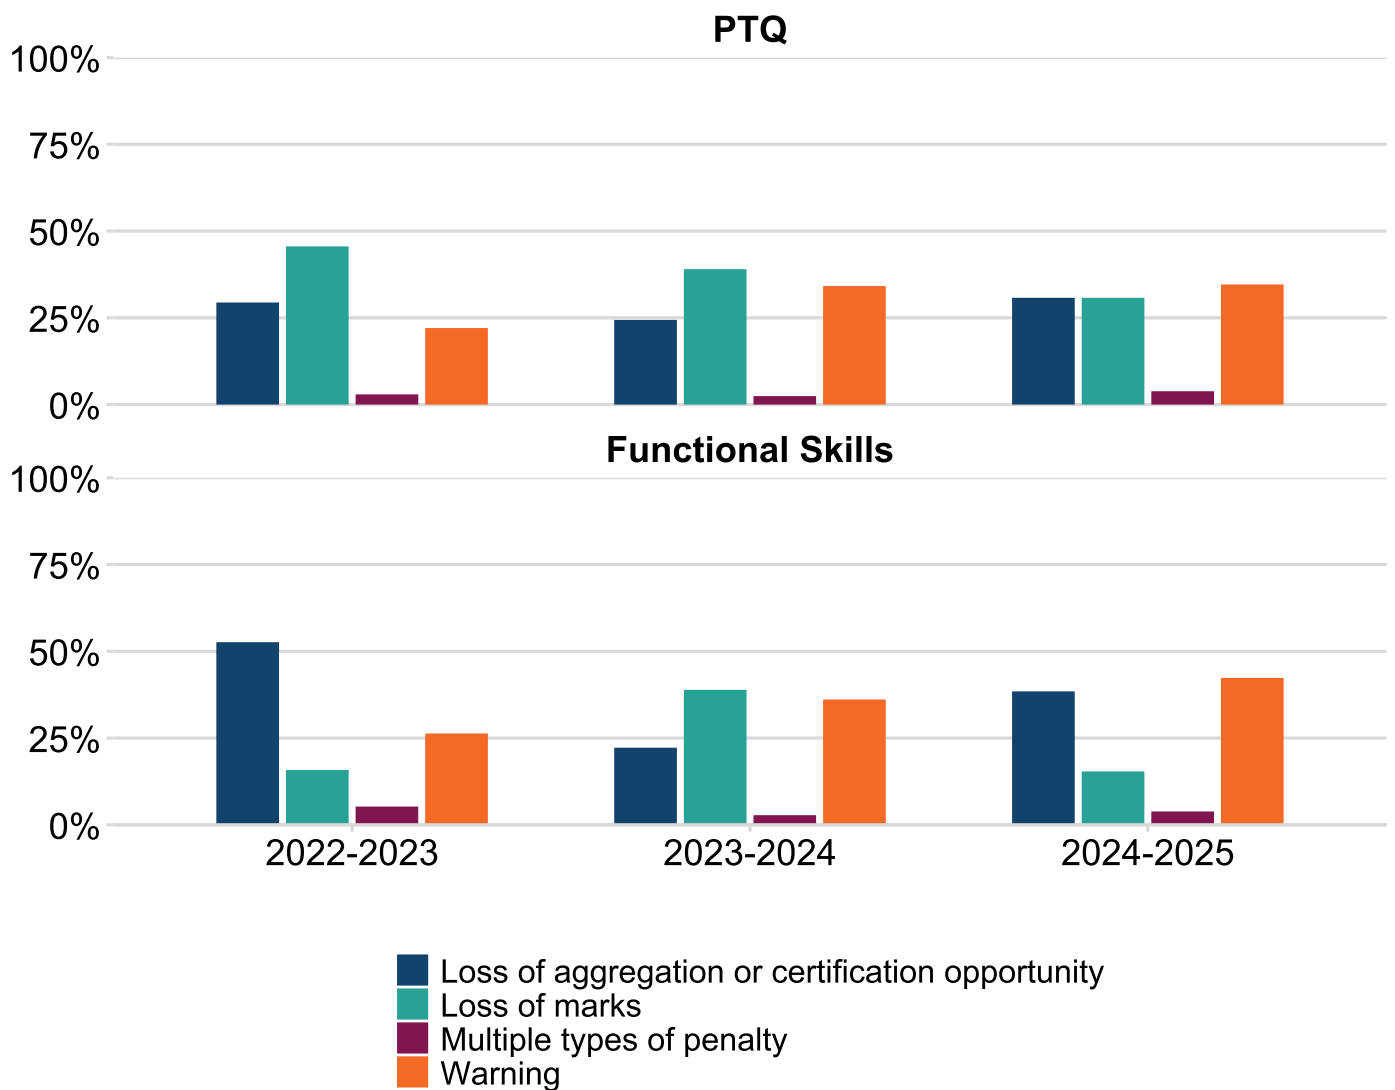 PTQ
100%
75%
50%
25%
0%
Functional Skills
100%
75%
50%
25%
0%
2022-2023 2023-2024 2024-2025
Loss of aggregation or certification opportunity
Loss of marks
Multiple types of penalty
Warning